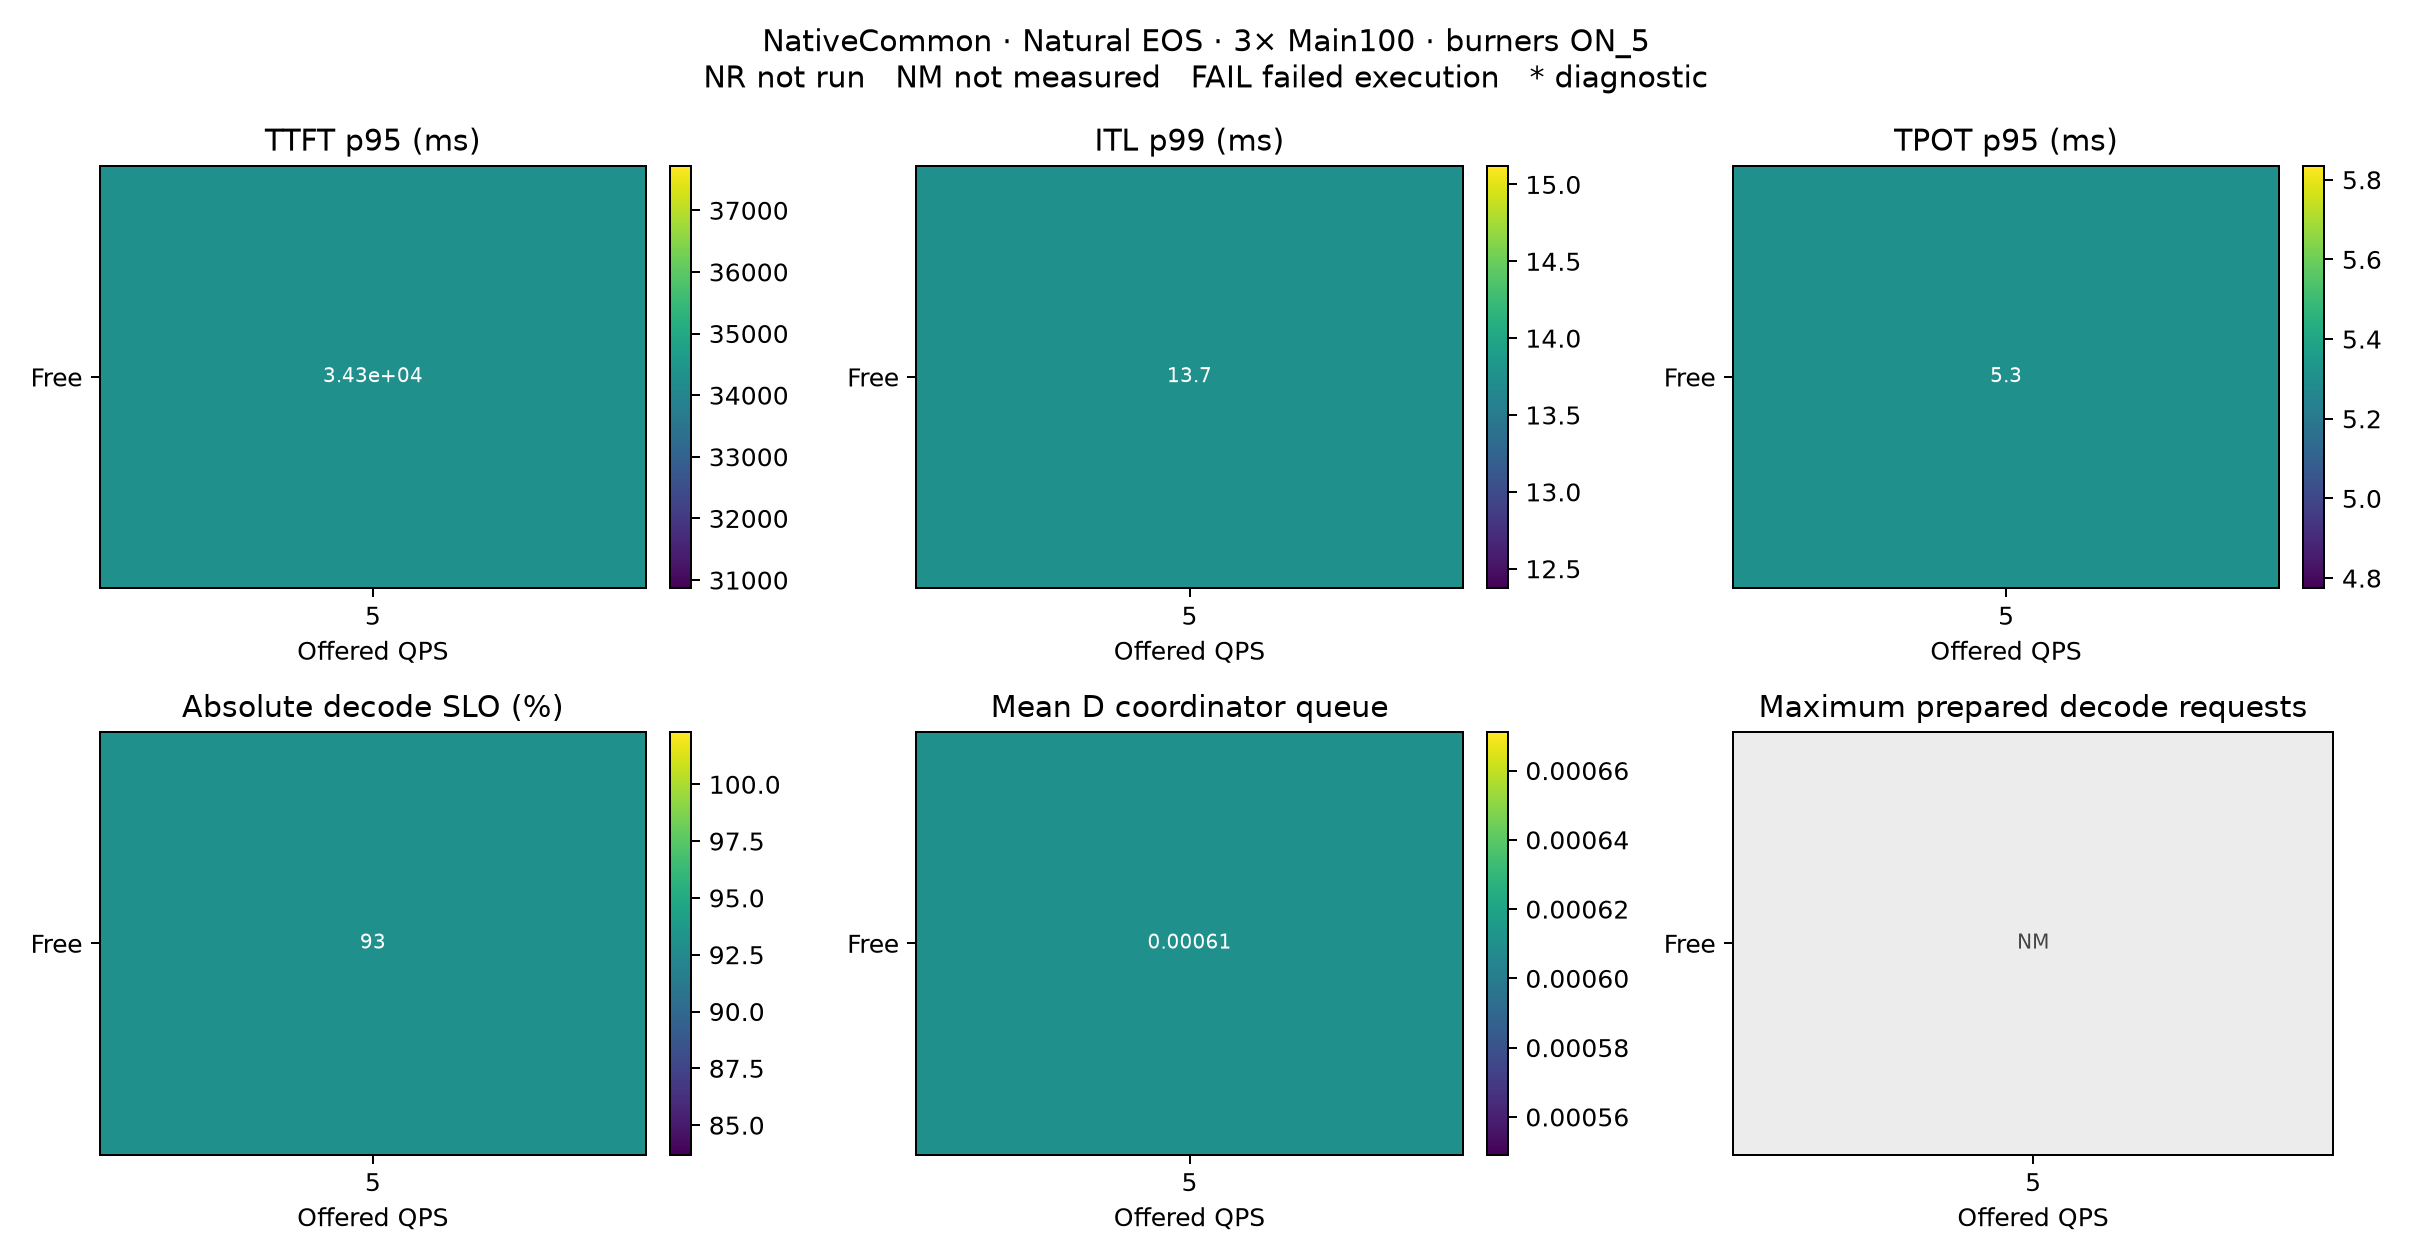 NativeCommon · Natural EOS · 3× Main100 · burners ON_5
NR not run   NM not measured   FAIL failed execution   * diagnostic
TTFT p95 (ms)
Free
3.43e+04
5
Offered QPS
37000
36000
35000
34000
33000
32000
31000
ITL p99 (ms)
Free
13.7
5
Offered QPS
15.0
14.5
14.0
13.5
13.0
12.5
TPOT p95 (ms)
Free
5.3
5
Offered QPS
5.8
5.6
5.4
5.2
5.0
4.8
Absolute decode SLO (%)
Free
93
5
Offered QPS
100.0
97.5
95.0
92.5
90.0
87.5
85.0
Mean D coordinator queue
Free
0.00061
5
Offered QPS
0.00066
0.00064
0.00062
0.00060
0.00058
0.00056
Maximum prepared decode requests
Free
NM
5
Offered QPS